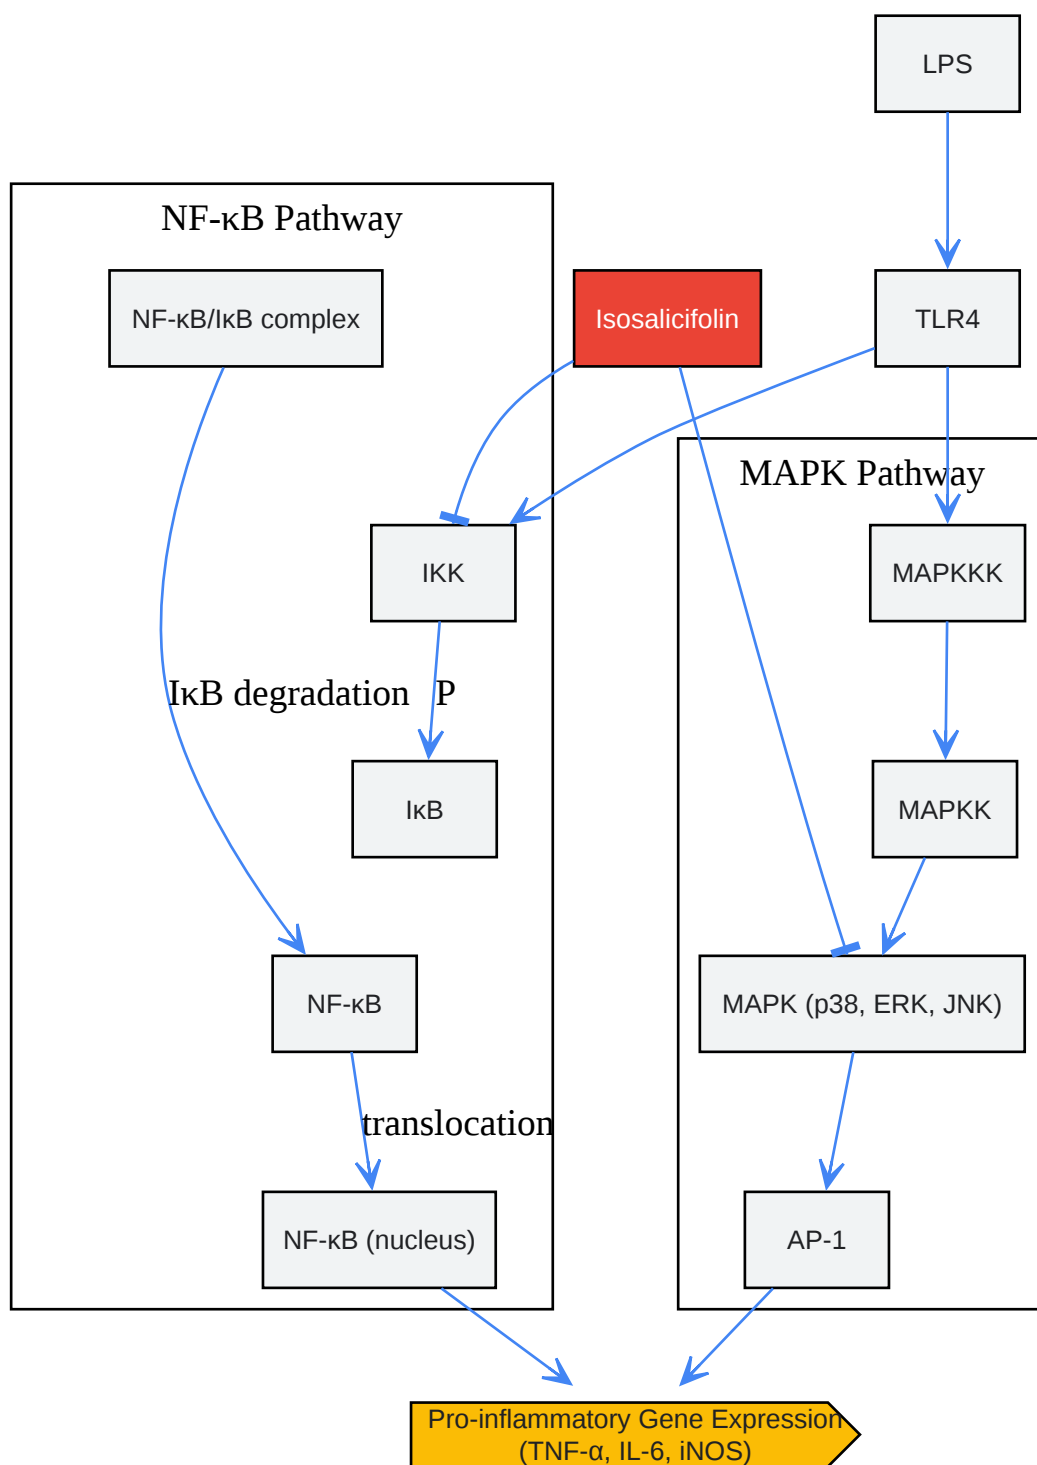 LPS
NF-κB Pathway
NF-κB/IκB complex
Isosalicifolin
TLR4
MAPK Pathway
IKK
MAPKKK
IκB degradation
P
IκB
MAPKK
NF-κB
MAPK (p38, ERK, JNK)
translocation
NF-κB (nucleus)
AP-1
Pro-inflammatory Gene Expression
(TNF-α, IL-6, iNOS)